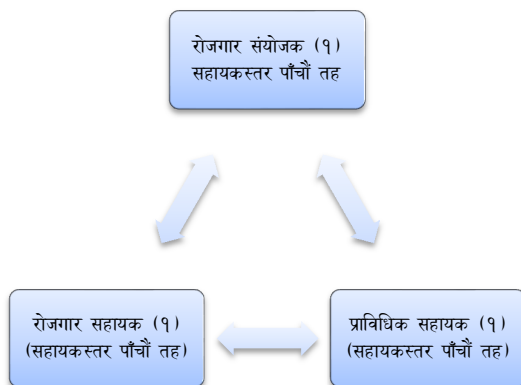 रोजगार संयोजक (१)
सहायकस्तर पाँचौं तह
रोजगार सहायक (१)
(सहायकस्तर पाँचौं तह)
प्राविधिक सहायक (१)
(सहायकस्तर पाँचौं तह)